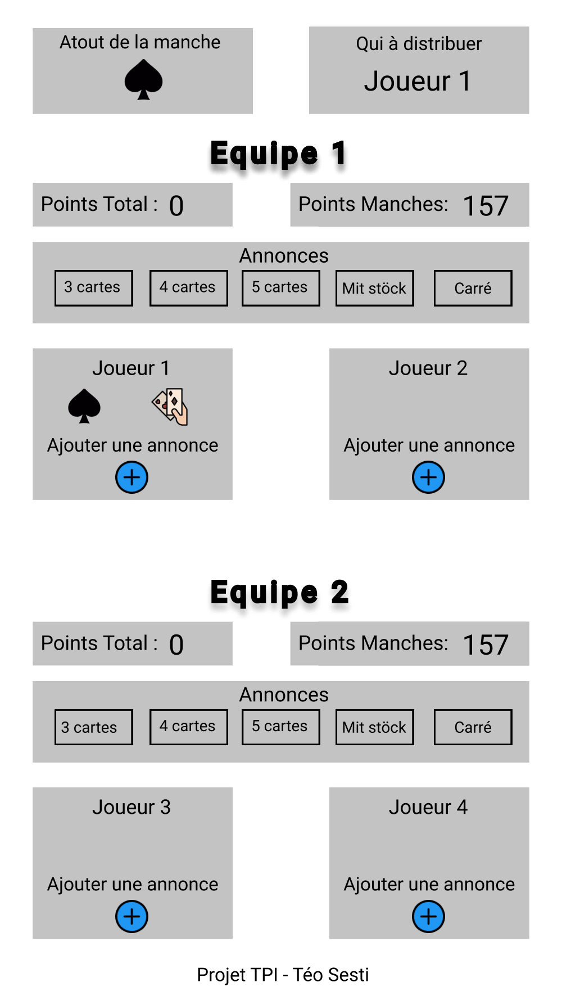 Atout de la manche
Qui à distribuer
Joueur 1
Equipe 1
Points Total : 0
Points Manches: 157
Annonces
3 cartes
4 cartes
5 cartes
Mit stöck
Carré
Joueur 1
Joueur 2
Ajouter une annonce
Ajouter une annonce
Equipe 2
Points Total : 0
Points Manches: 157
Annonces
3 cartes
4 cartes
5 cartes
Mit stöck
Carré
Joueur 3
Joueur 4
Ajouter une annonce
Ajouter une annonce
Projet TPI - Téo Sesti